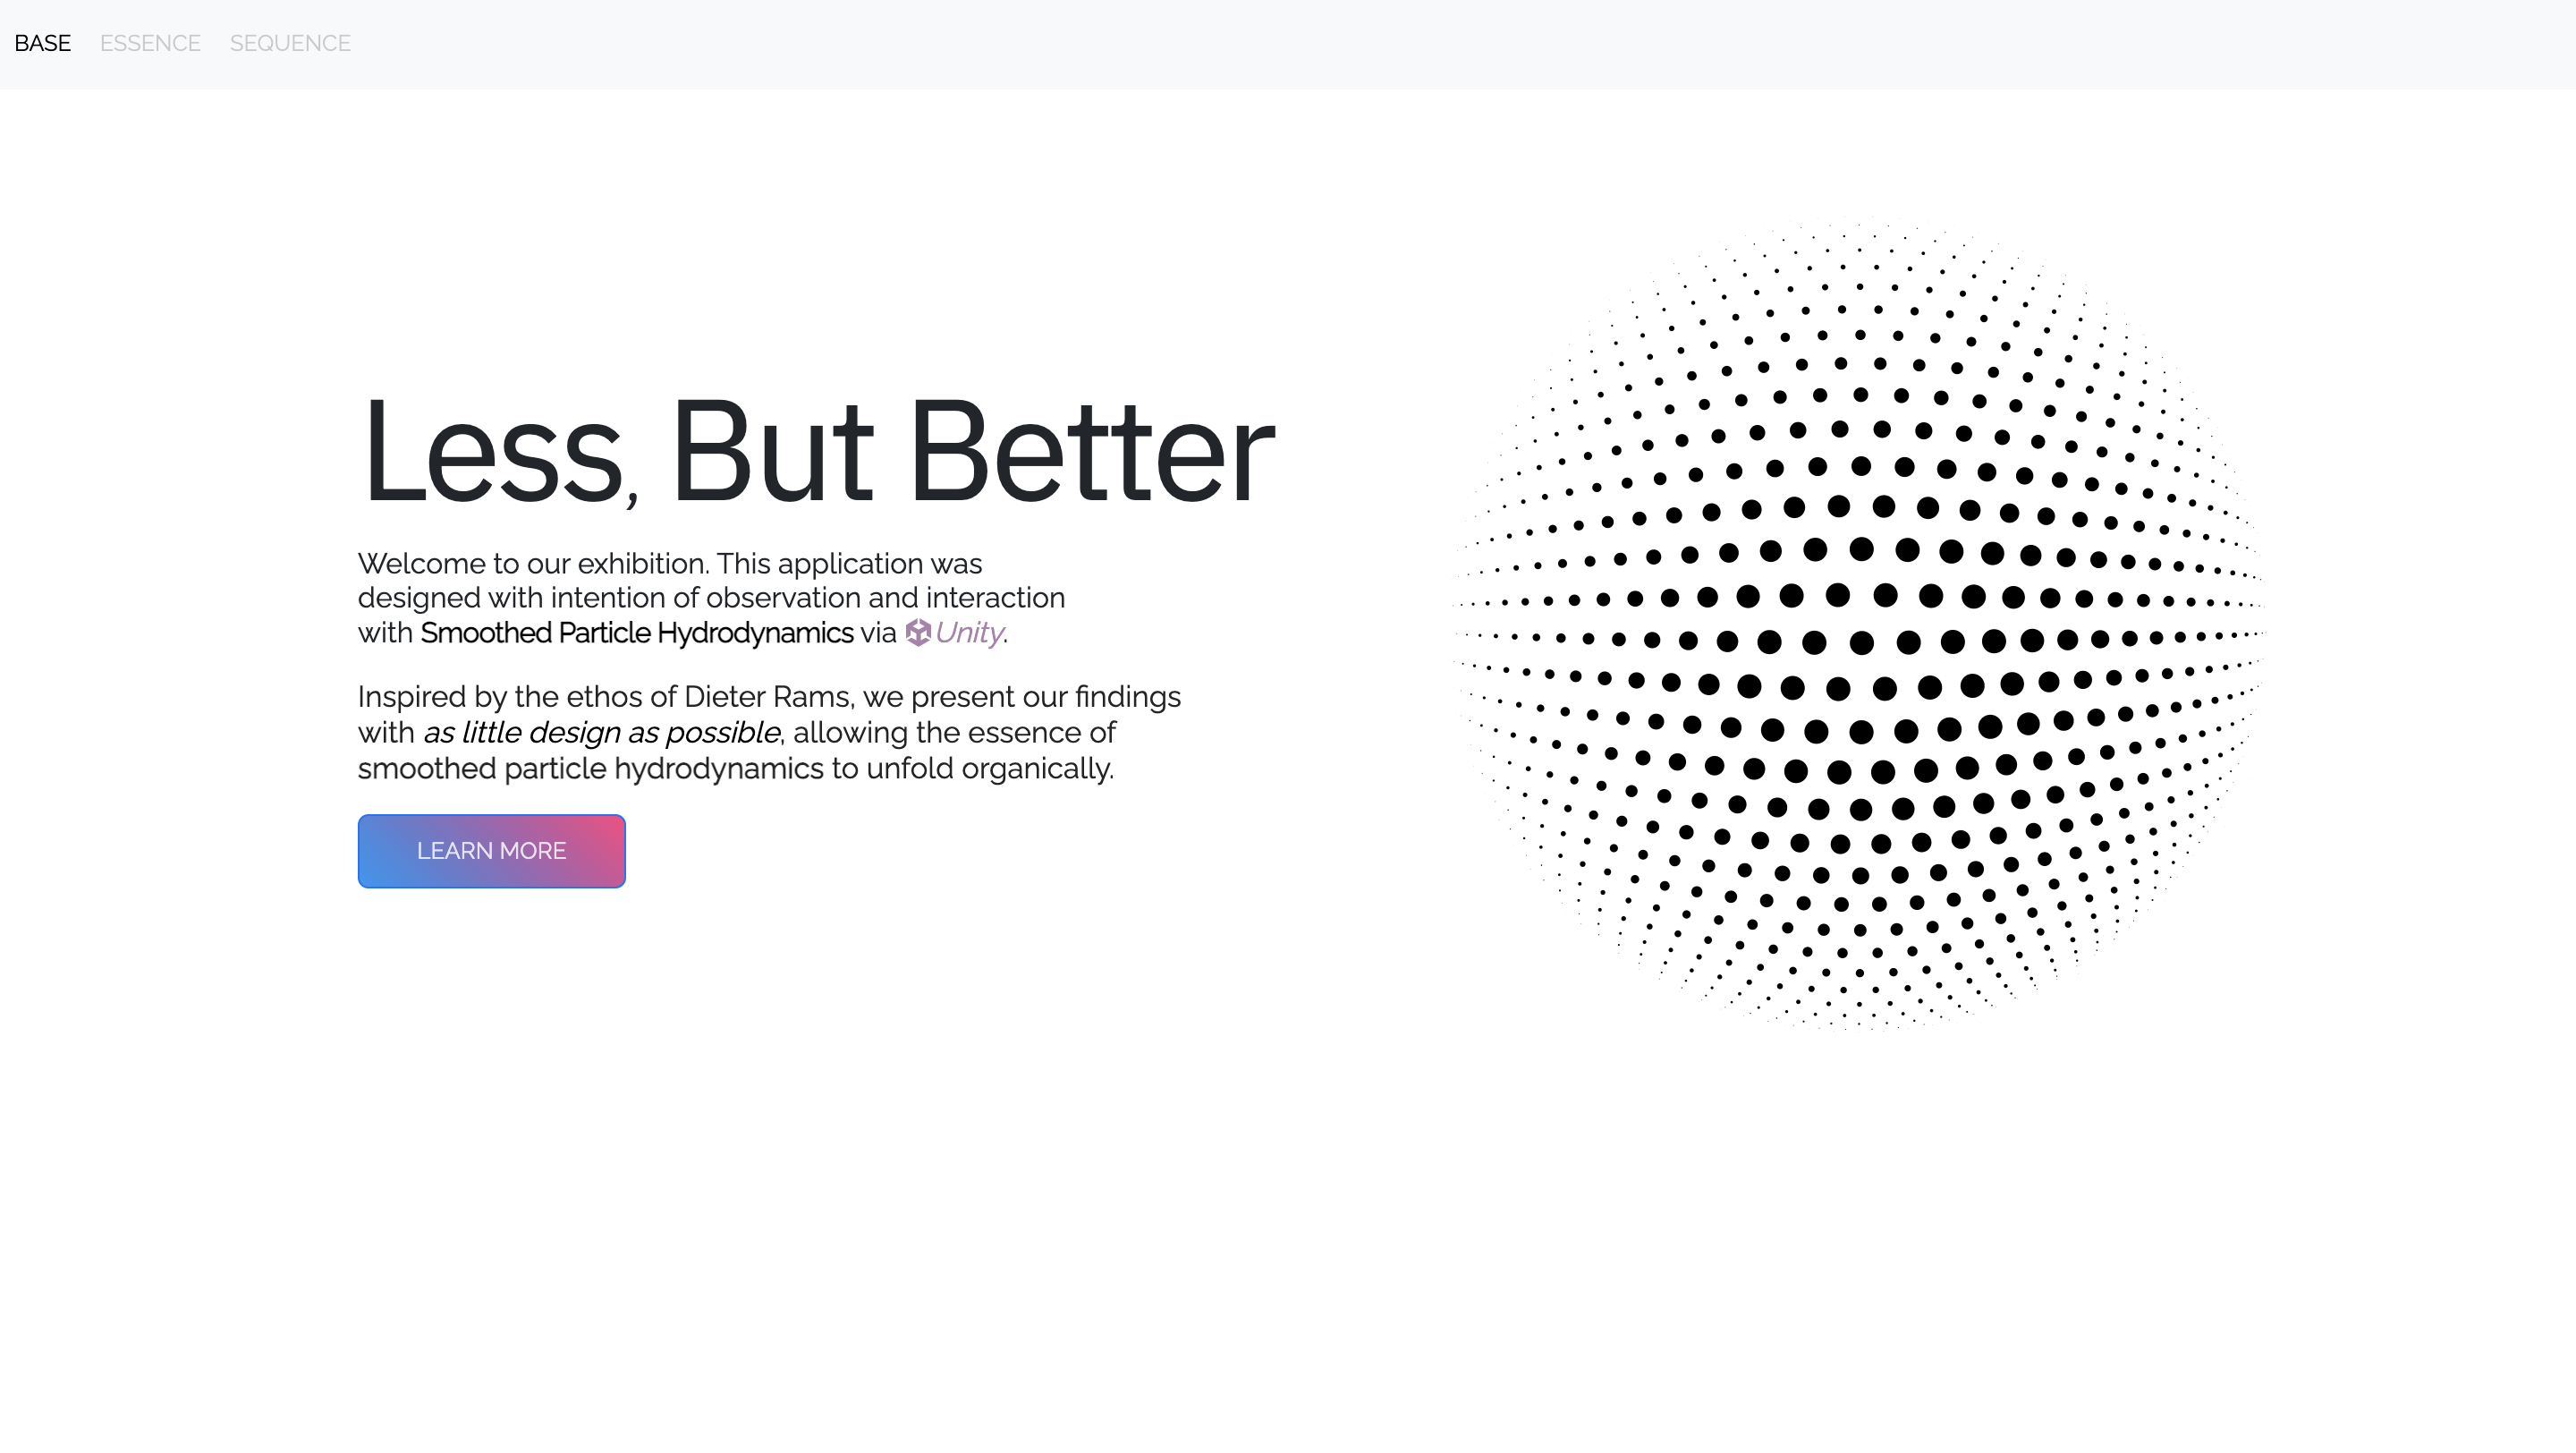 BASE ESSENCE SEQUENCE
Less, But Better
Welcome to our exhibition. This application was
designed with intention of observation and interaction
with Smoothed Particle Hydrodynamics via Unity.
Inspired by the ethos of Dieter Rams, we present our findings
with as little design as possible, allowing the essence of
smoothed particle hydrodynamics to unfold organically.
LEARN MORE